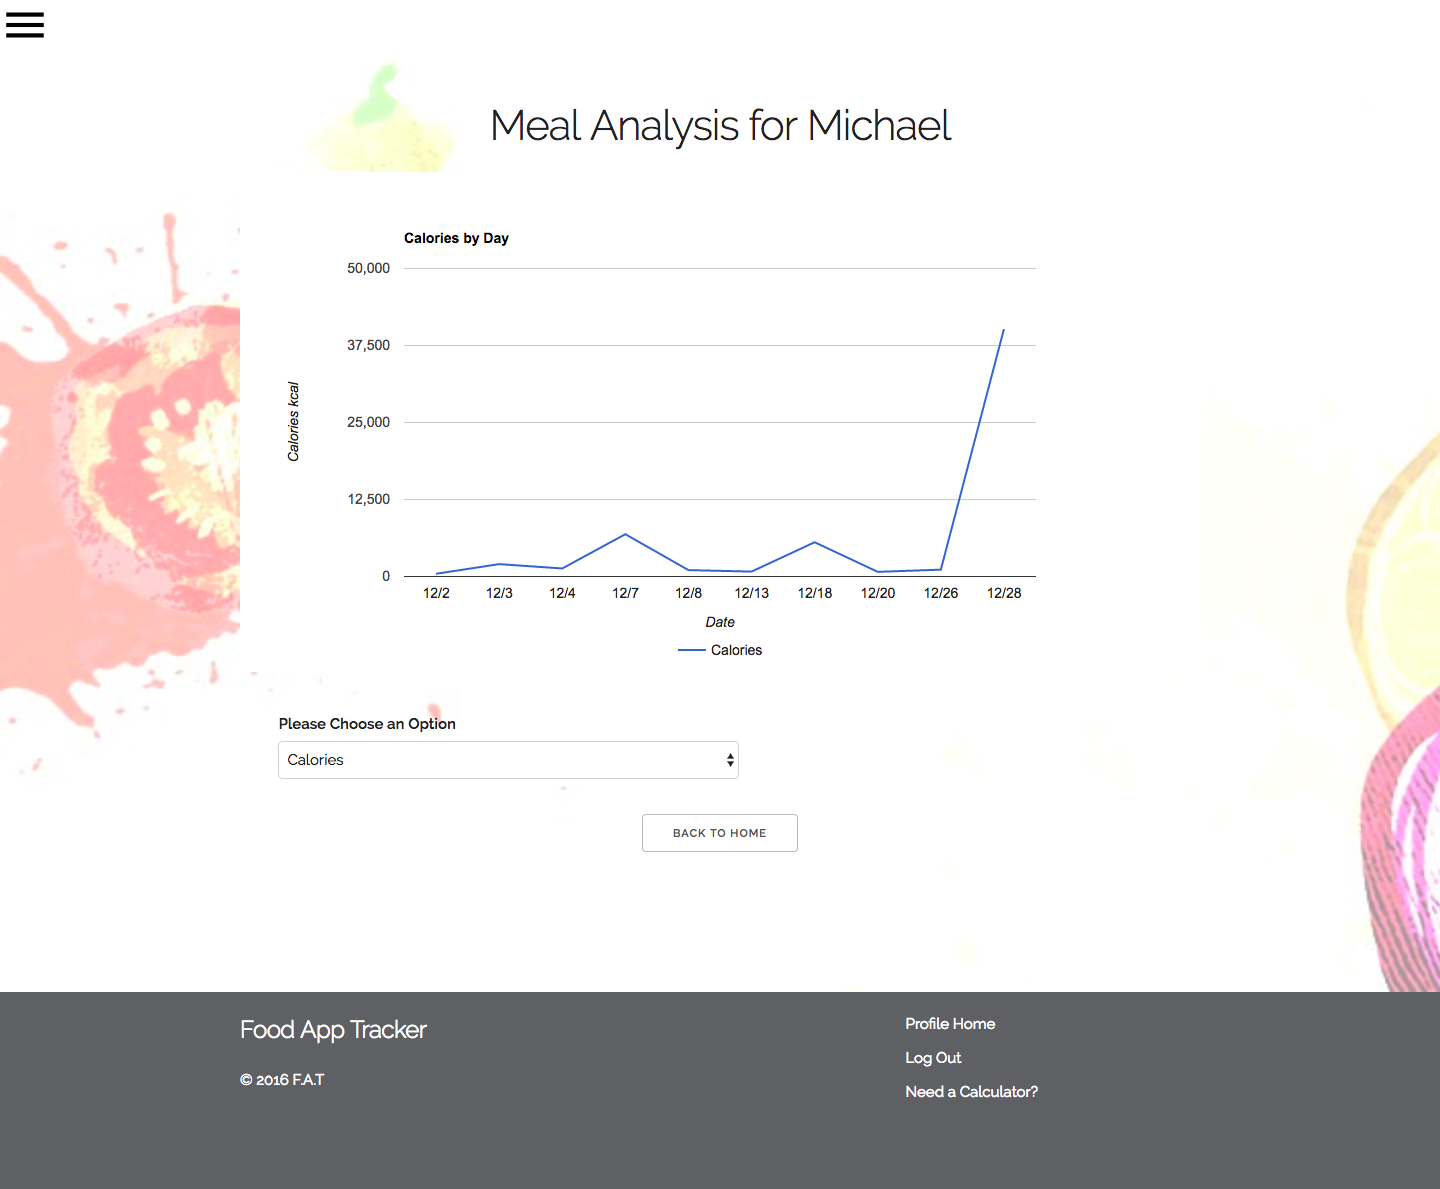 Meal Analysis for Michael
Calories by Day
50,000
37,500
25,000
12,500
0
Calories kcal
12/2 12/3 12/4 12/7 12/8 12/13 12/18 12/20 12/26 12/28
Date
Calories
Please Choose an Option
Calories
BACK TO HOME
Food App Tracker
© 2016 F.A.T
Profile Home
Log Out
Need a Calculator?